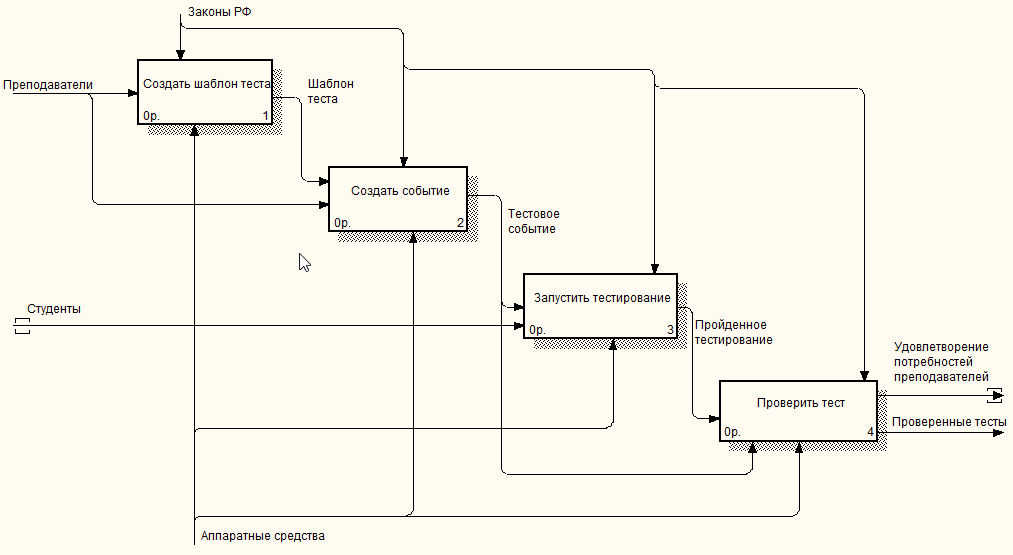 Законы РФ
Преподаватели
Создать шаблон теста
0р.
1
Шаблон
теста
Создать событие
0р.
2
Тестовое
событие
Студенты
Запустить тестирование
0р.
3
Пройденное
тестирование
Удовлетворение
потребностей
преподавателей
Проверить тест
0р.
4
Проверенные тесты
Аппаратные средства